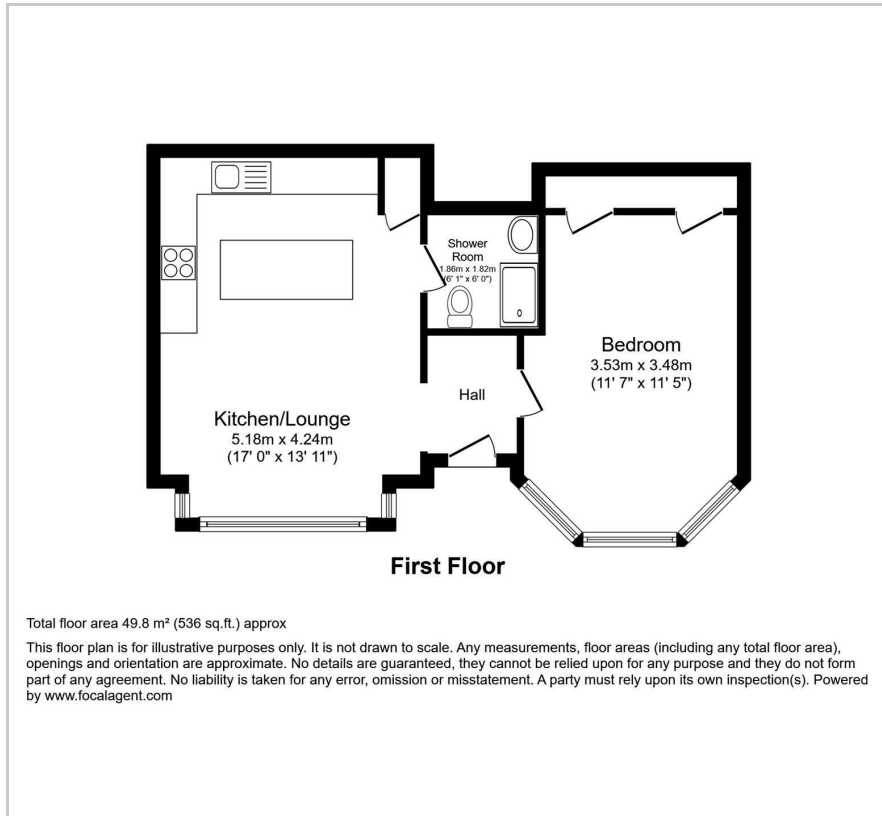 Shower
Room
1.86m x 1.82m
(6' 1" x 6' 0")
Bedroom
3.53m x 3.48m
(11' 7" x 11' 5")
Hall
Kitchen/Lounge
5.18m x 4.24m
(17' 0" x 13' 11")
First Floor
Total floor area 49.8 m² (536 sq.ft.) approx
This floor plan is for illustrative purposes only. It is not drawn to scale. Any measurements, floor areas (including any total floor area),
openings and orientation are approximate. No details are guaranteed, they cannot be relied upon for any purpose and they do not form
part of any agreement. No liability is taken for any error, omission or misstatement. A party must rely upon its own inspection(s). Powered
by www.focalagent.com